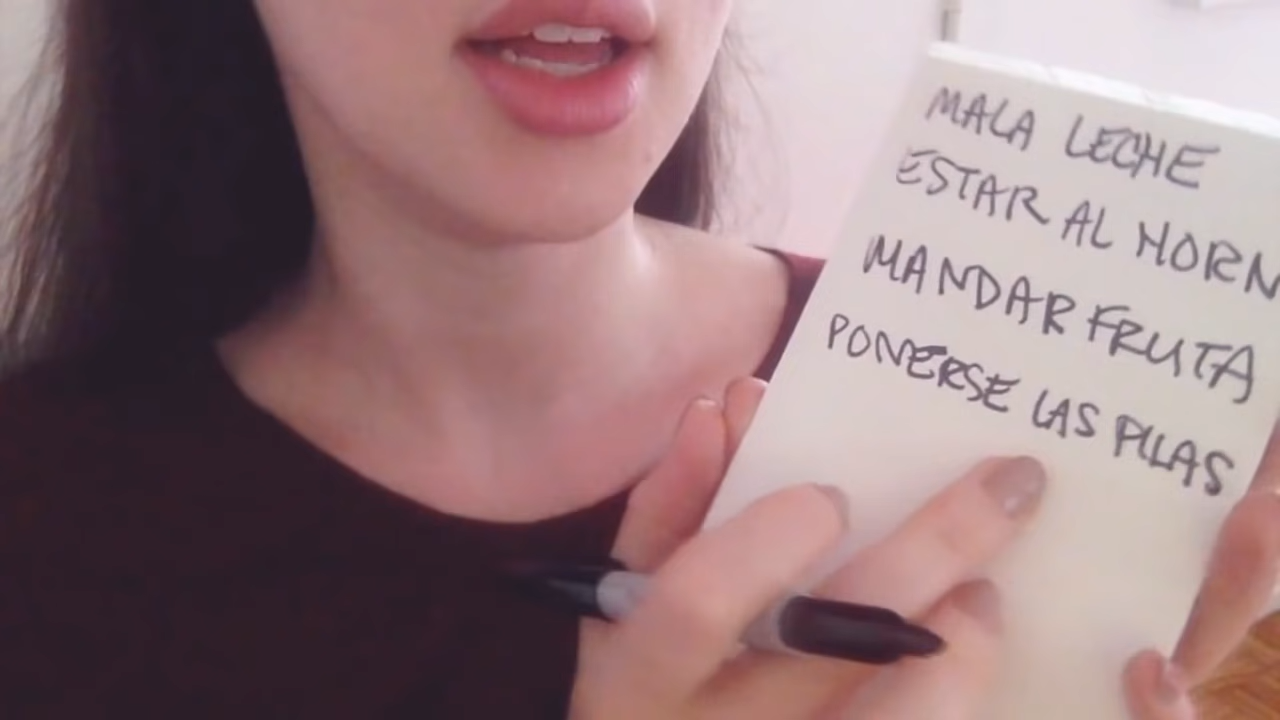 MALA LECHE
ESTAR AL HORN
MANDAR FRUTA
PONERSE LAS PILAS